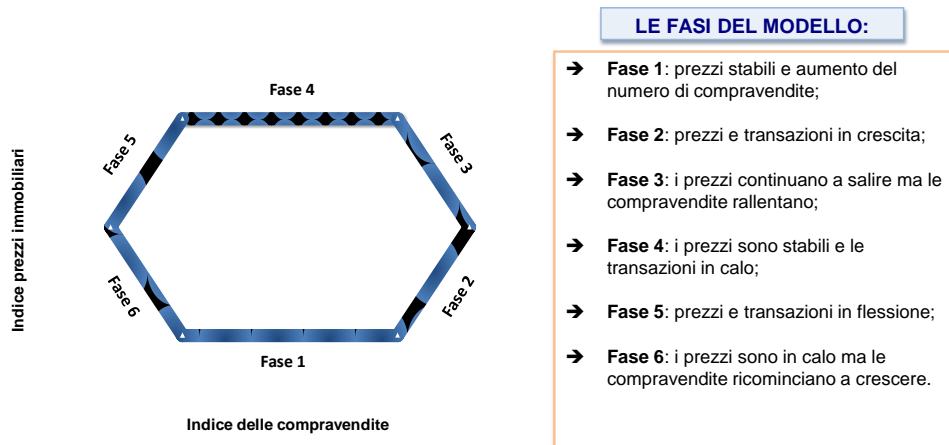 LE FASI DEL MODELLO:
Indice prezzi immobiliari
Fase 4
Fase 5
Fase 3
Fase 6
Fase 2
Fase 1
Indice delle compravendite
➔ Fase 1: prezzi stabili e aumento del
numero di compravendite;
➔ Fase 2: prezzi e transazioni in crescita;
➔ Fase 3: i prezzi continuano a salire ma le
compravendite rallentano;
➔ Fase 4: i prezzi sono stabili e le
transazioni in calo;
➔ Fase 5: prezzi e transazioni in flessione;
➔ Fase 6: i prezzi sono in calo ma le
compravendite ricominciano a crescere.